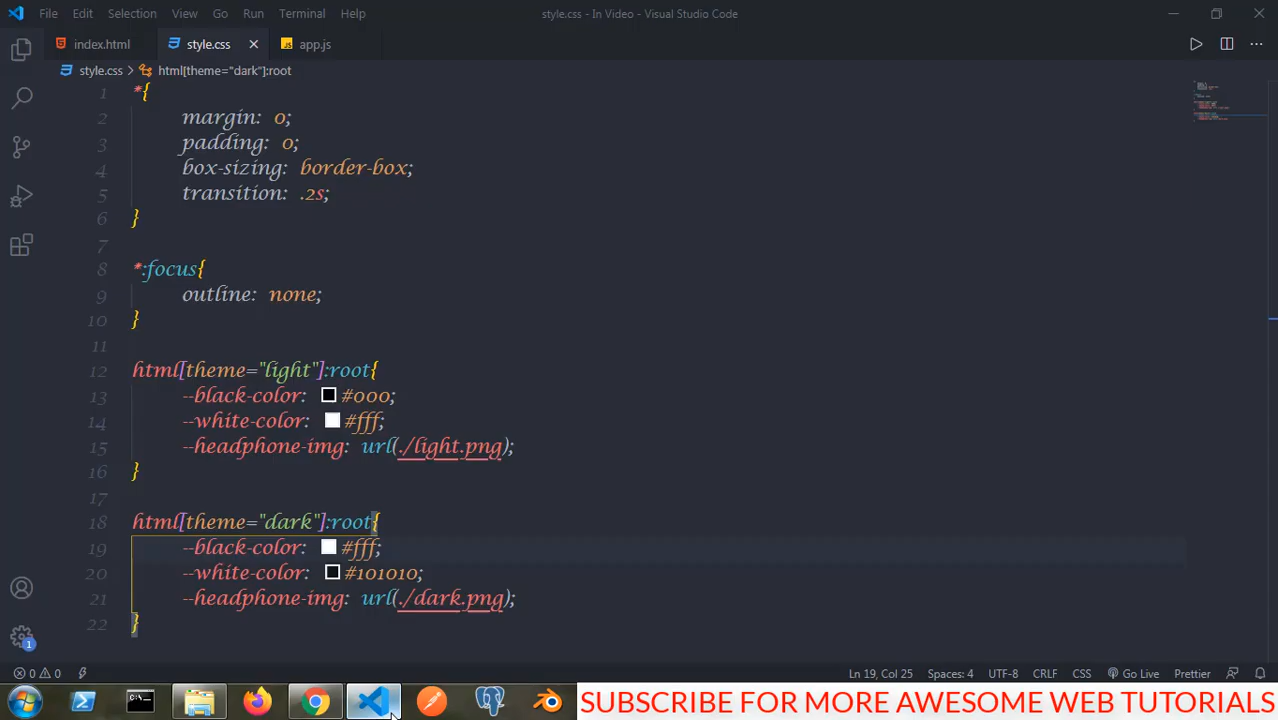 File Edit Selection View Go Run Terminal Help style.css - In Video - Visual Studio Code
index.html style.css app.js
style.css html[theme="dark"]:root
1 *{
2 margin: 0;
3 padding: 0;
4 box-sizing: border-box;
5 transition: .2s;
6 }
7
8 *:focus{
9 outline: none;
10 }
11
12 html[theme="light"]:root{
13 --black-color: #000;
14 --white-color: #fff;
15 --headphone-img: url(./light.png);
16 }
17
18 html[theme="dark"]:root{
19 --black-color: #fff;
20 --white-color: #101010;
21 --headphone-img: url(./dark.png);
22 }
1
0 0 Ln 19, Col 25 Spaces: 4 UTF-8 CRLF CSS Go Live Prettier
C:\_
SUBSCRIBE FOR MORE AWESOME WEB TUTORIALS